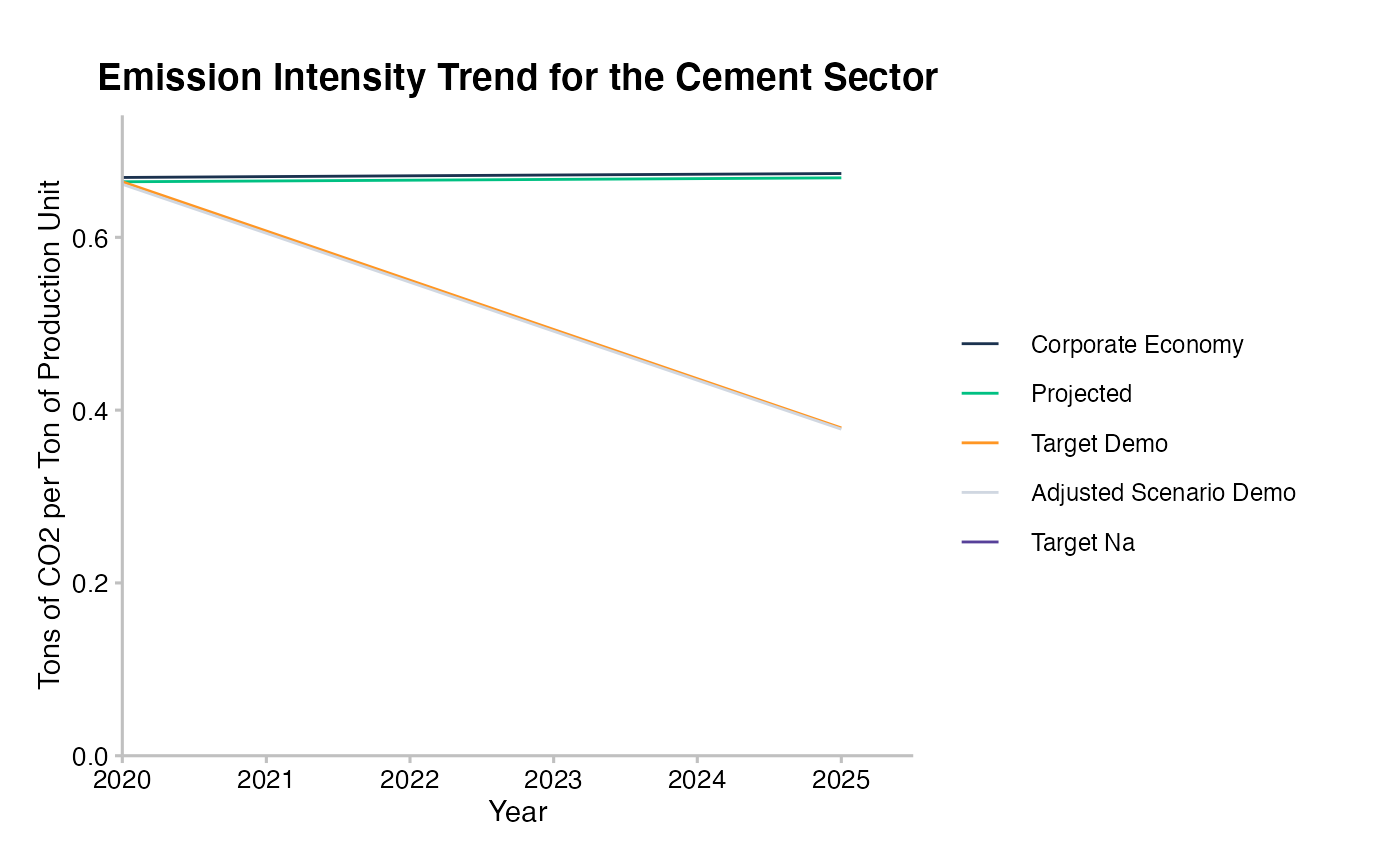 Emission Intensity Trend for the Cement Sector
Tons of CO2 per Ton of Production Unit
0.6
0.4
0.2
0.0
2020 2021 2022 2023 2024 2025
Year
Corporate Economy
Projected
Target Demo
Adjusted Scenario Demo
Target Na